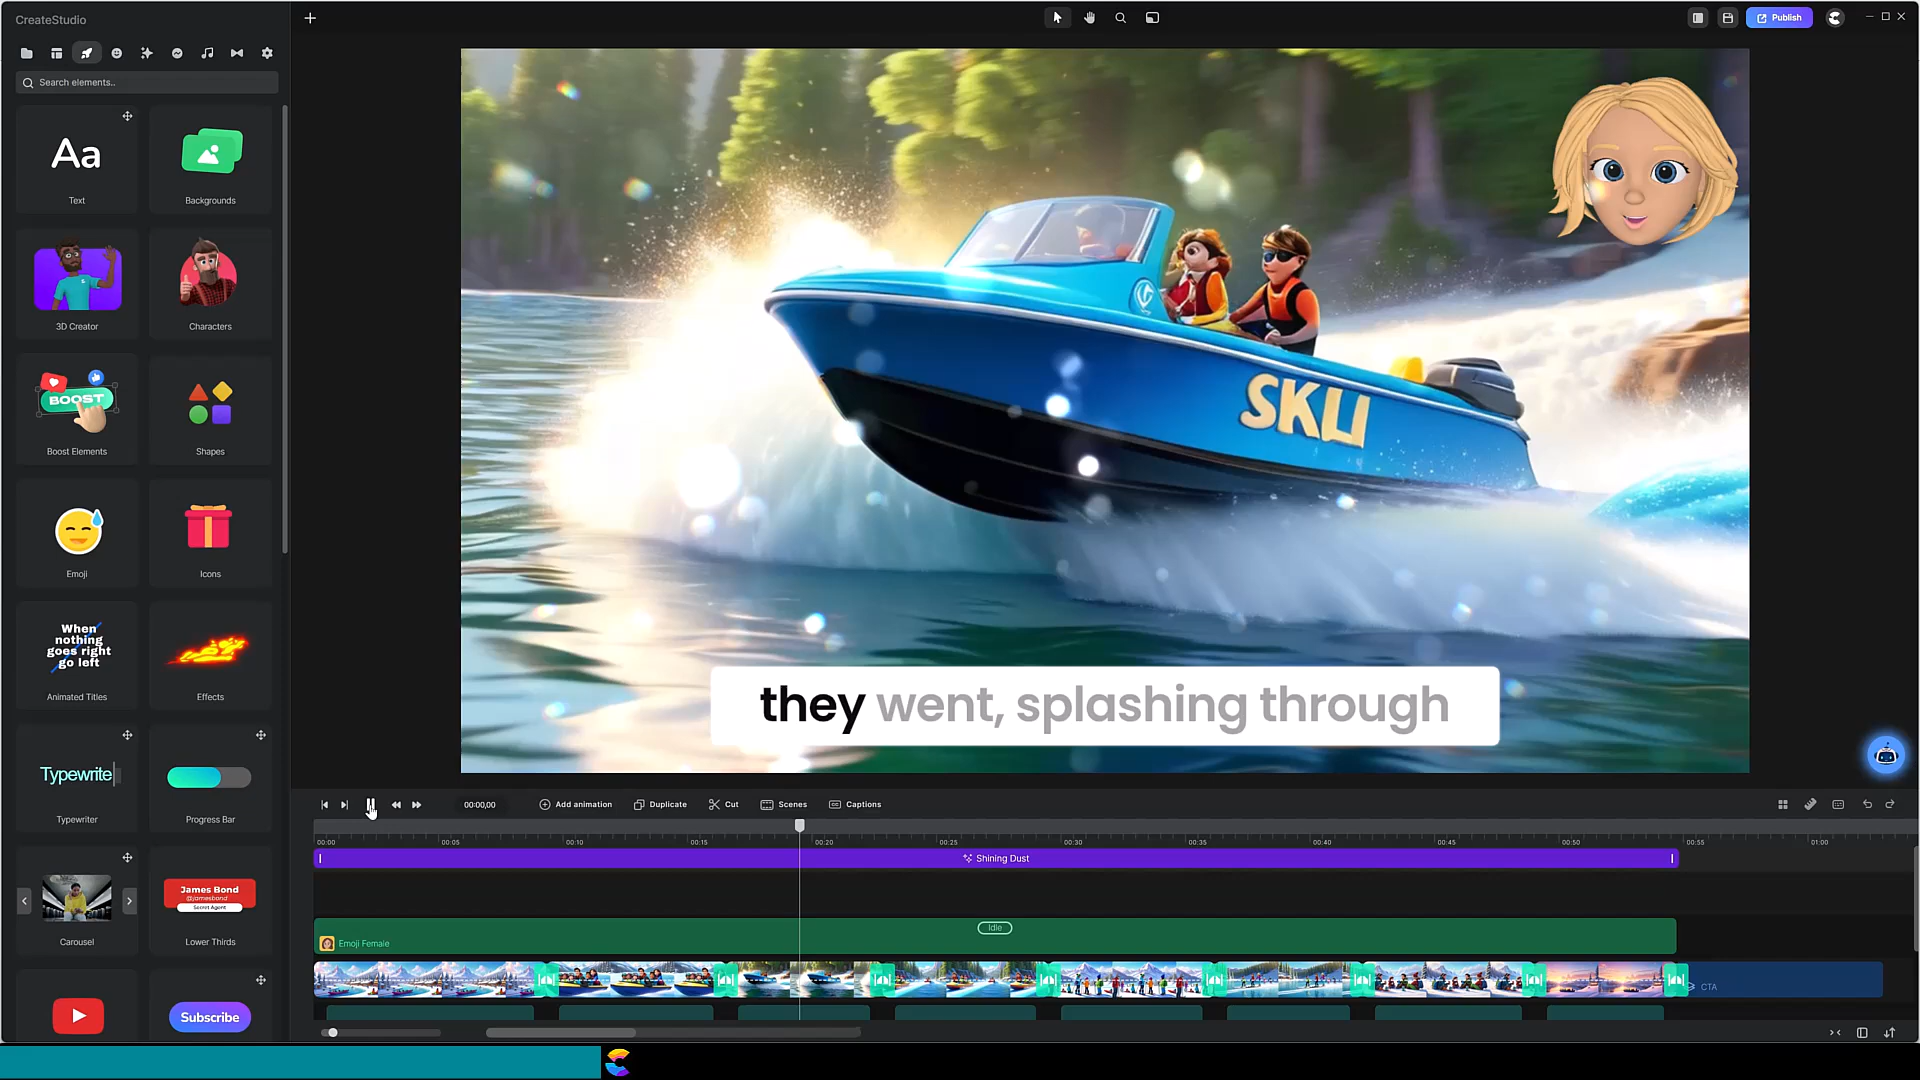 CreateStudio
Publish
Search elements..
Aa
Text
Backgrounds
3D Creator
Characters
BOOST
Boost Elements
Shapes
Emoji
Icons
When
nothing
goes right
go left
Animated Titles
Effects
Typewrite
Typewriter
Progress Bar
Carousel
James Bond
@jamesbond
Secret Agent
Lower Thirds
Subscribe
SKU
they went, splashing through
00:00,00
Add animation
Duplicate
Cut
Scenes
Captions
00:00
00:05
00:10
00:15
00:20
00:25
00:30
00:35
00:40
00:45
00:50
00:55
01:00
Shining Dust
Idle
Emoji Female
CTA